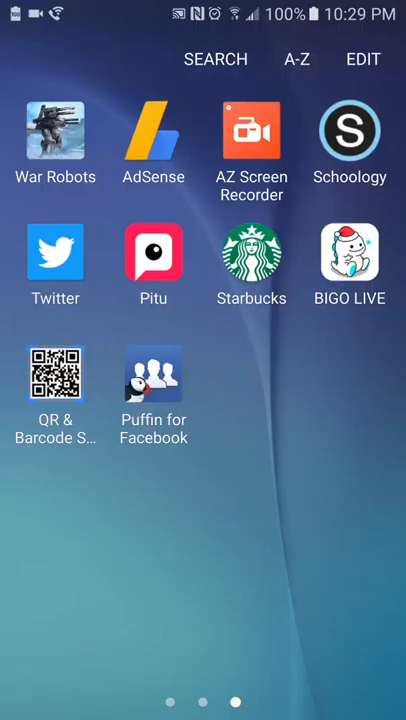 100% 10:29 PM
SEARCH A-Z EDIT
War Robots
AdSense
AZ Screen
Recorder
Schoology
Twitter
Pitu
Starbucks
BIGO LIVE
QR &
Barcode S...
Puffin for
Facebook